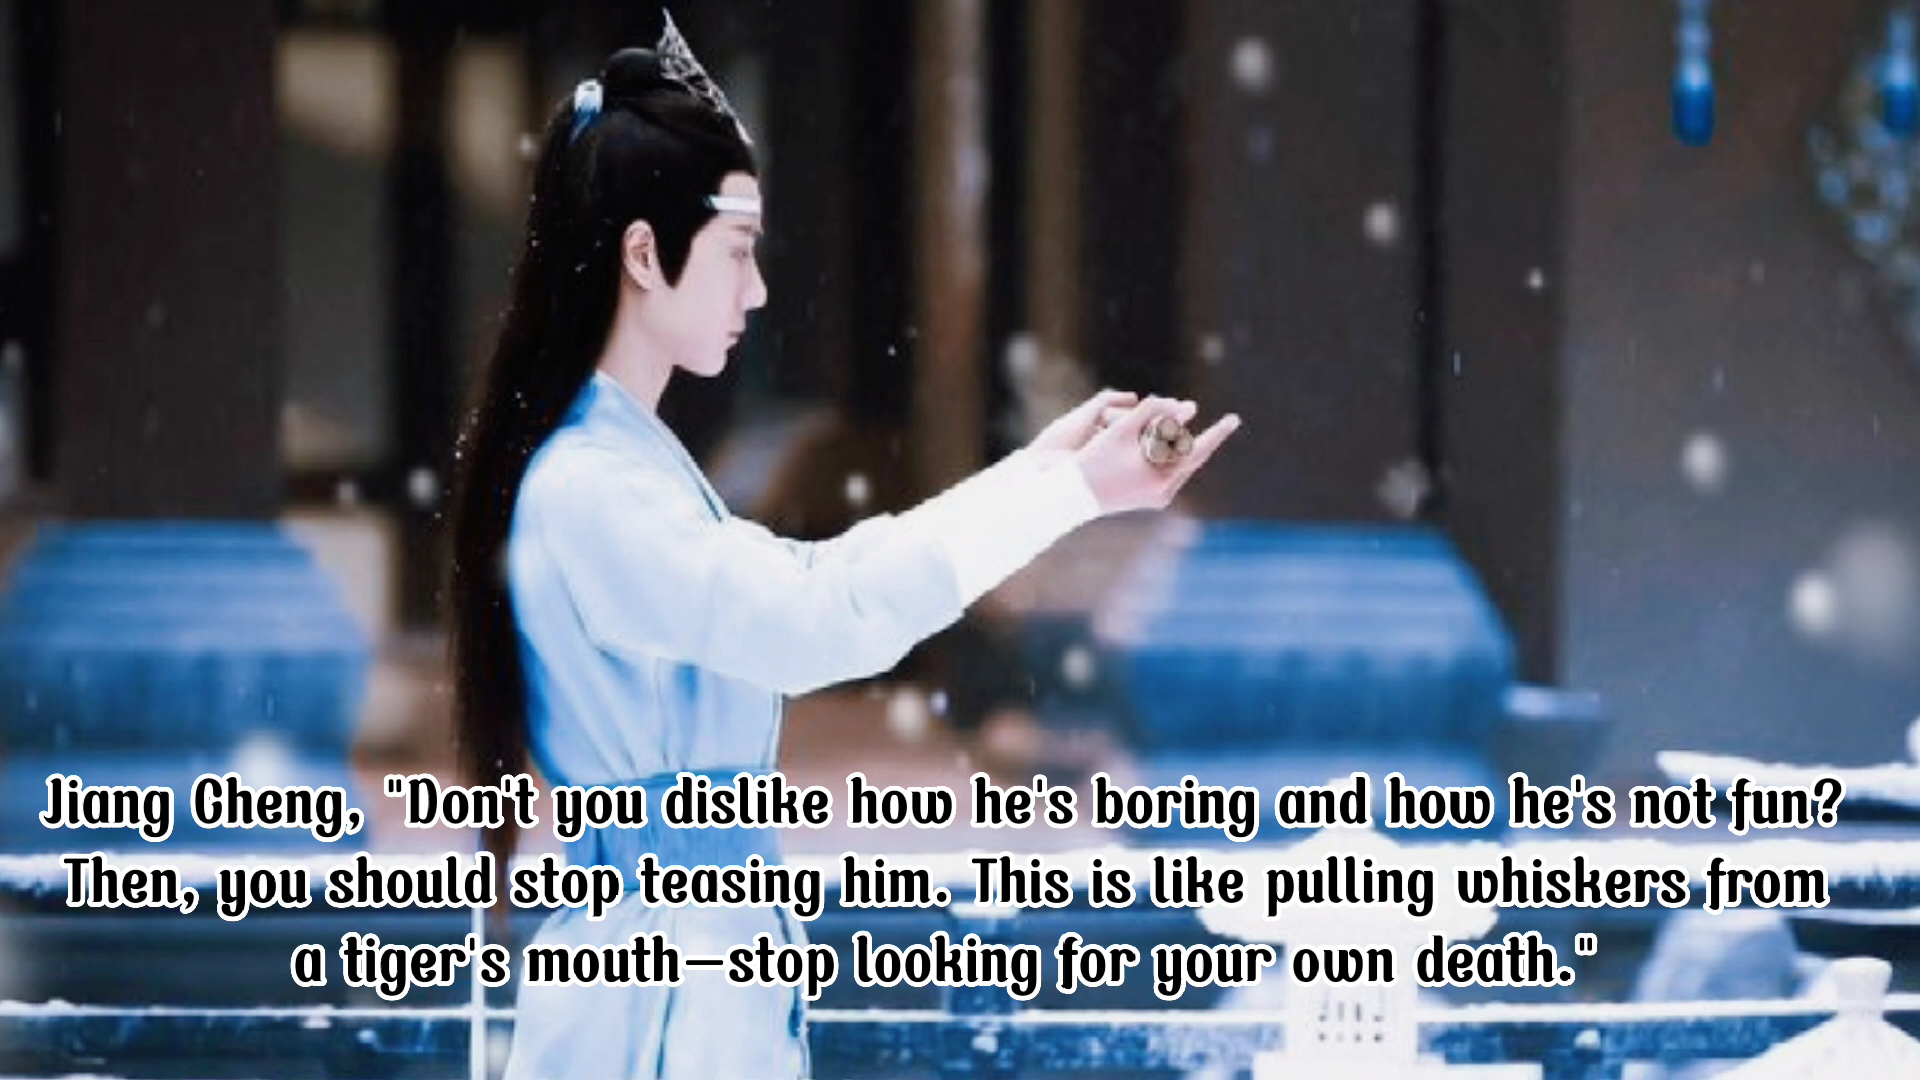 Jiang Cheng, "Don't you dislike how he's boring and how he's not fun?
Then, you should stop teasing him. This is like pulling whiskers from
a tiger's mouth—stop looking for your own death."